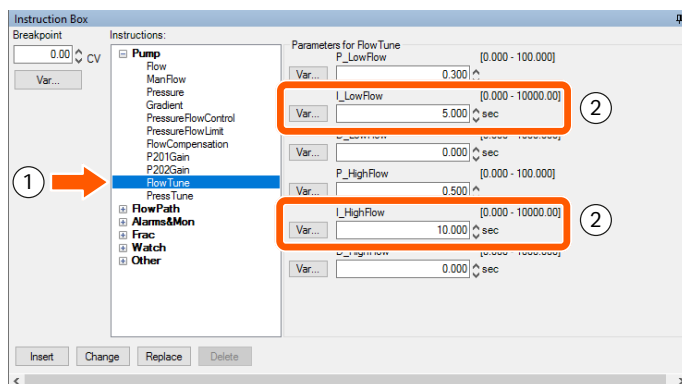 Instruction Box
Breakpoint
0.00 CV
Var...
Instructions:
Pump
Flow
ManFlow
Pressure
Gradient
PressureFlowControl
PressureFlowLimit
FlowCompensation
P201Gain
P202Gain
FlowTune
PressTune
FlowPath
Alarms&Mon
Frac
Watch
Other
1
Parameters for FlowTune
P_LowFlow [0.000 - 100.000]
Var... 0.300
I_LowFlow [0.000 - 10000.00]
Var... 5.000 sec
2
Var... 0.000 sec
P_HighFlow [0.000 - 100.000]
Var... 0.500
I_HighFlow [0.000 - 10000.00]
Var... 10.000 sec
2
Var... 0.000 sec
Insert Change Replace Delete